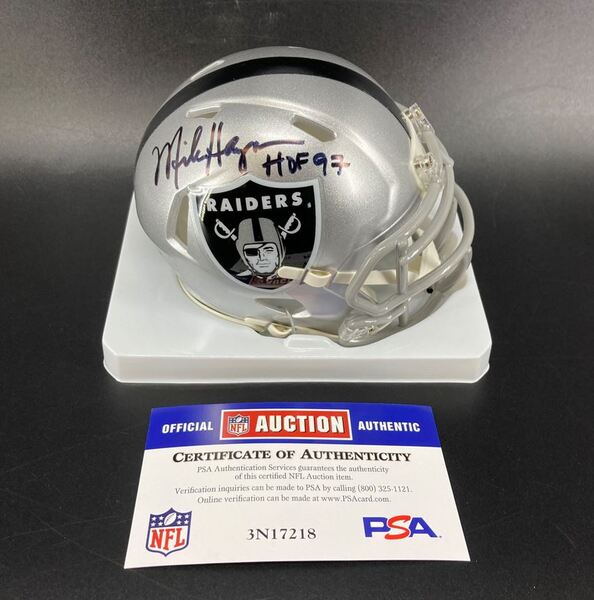 Mike Haynes
HOF 97
RAIDERS
OFFICIAL NFL AUCTION AUTHENTIC
CERTIFICATE OF AUTHENTICITY
PSA Authentication Services guarantees the authenticity
of this certified NFL Auction item.
Verification inquiries can be made to PSA by calling (800) 325-1121.
Online verification can be made at www.PSAcard.com.
NFL
3N17218
PSA